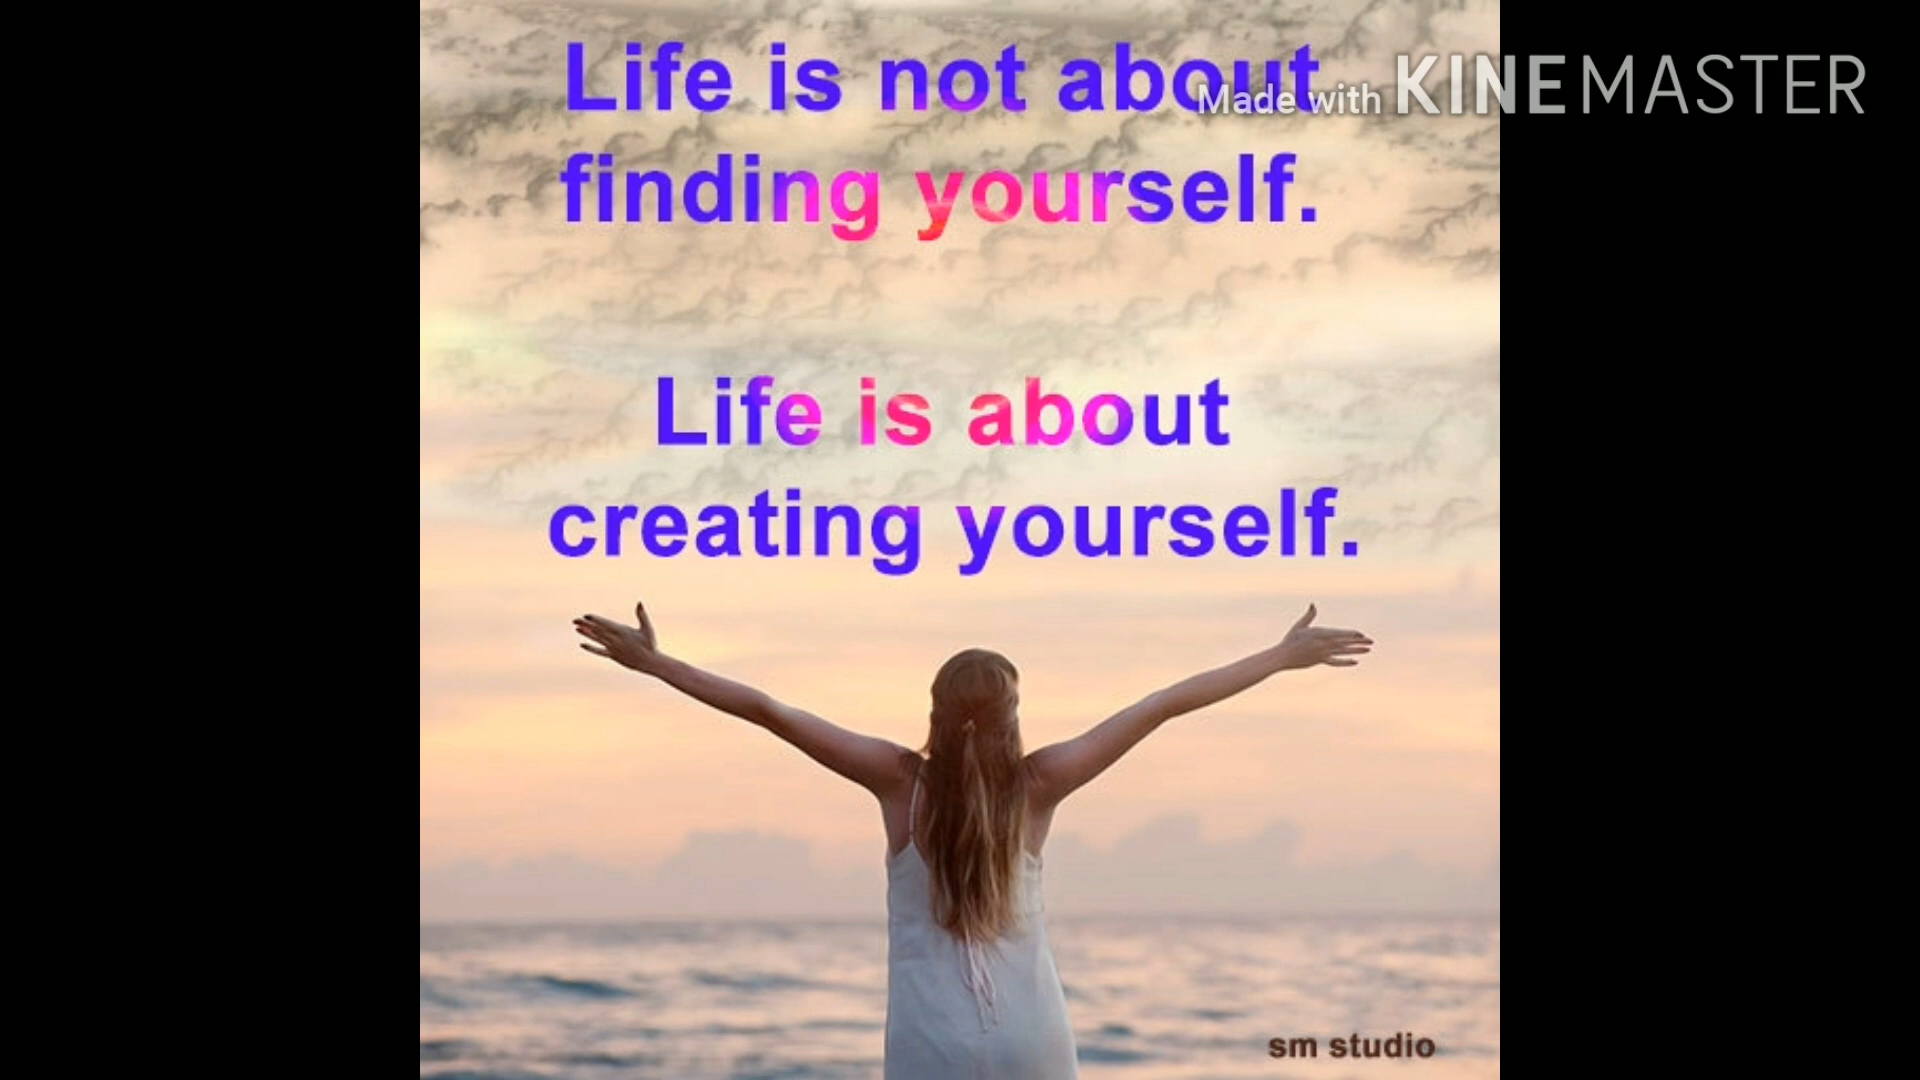 Life is not about
Made with KINEMASTER
finding yourself.
Life is about
creating yourself.
sm studio